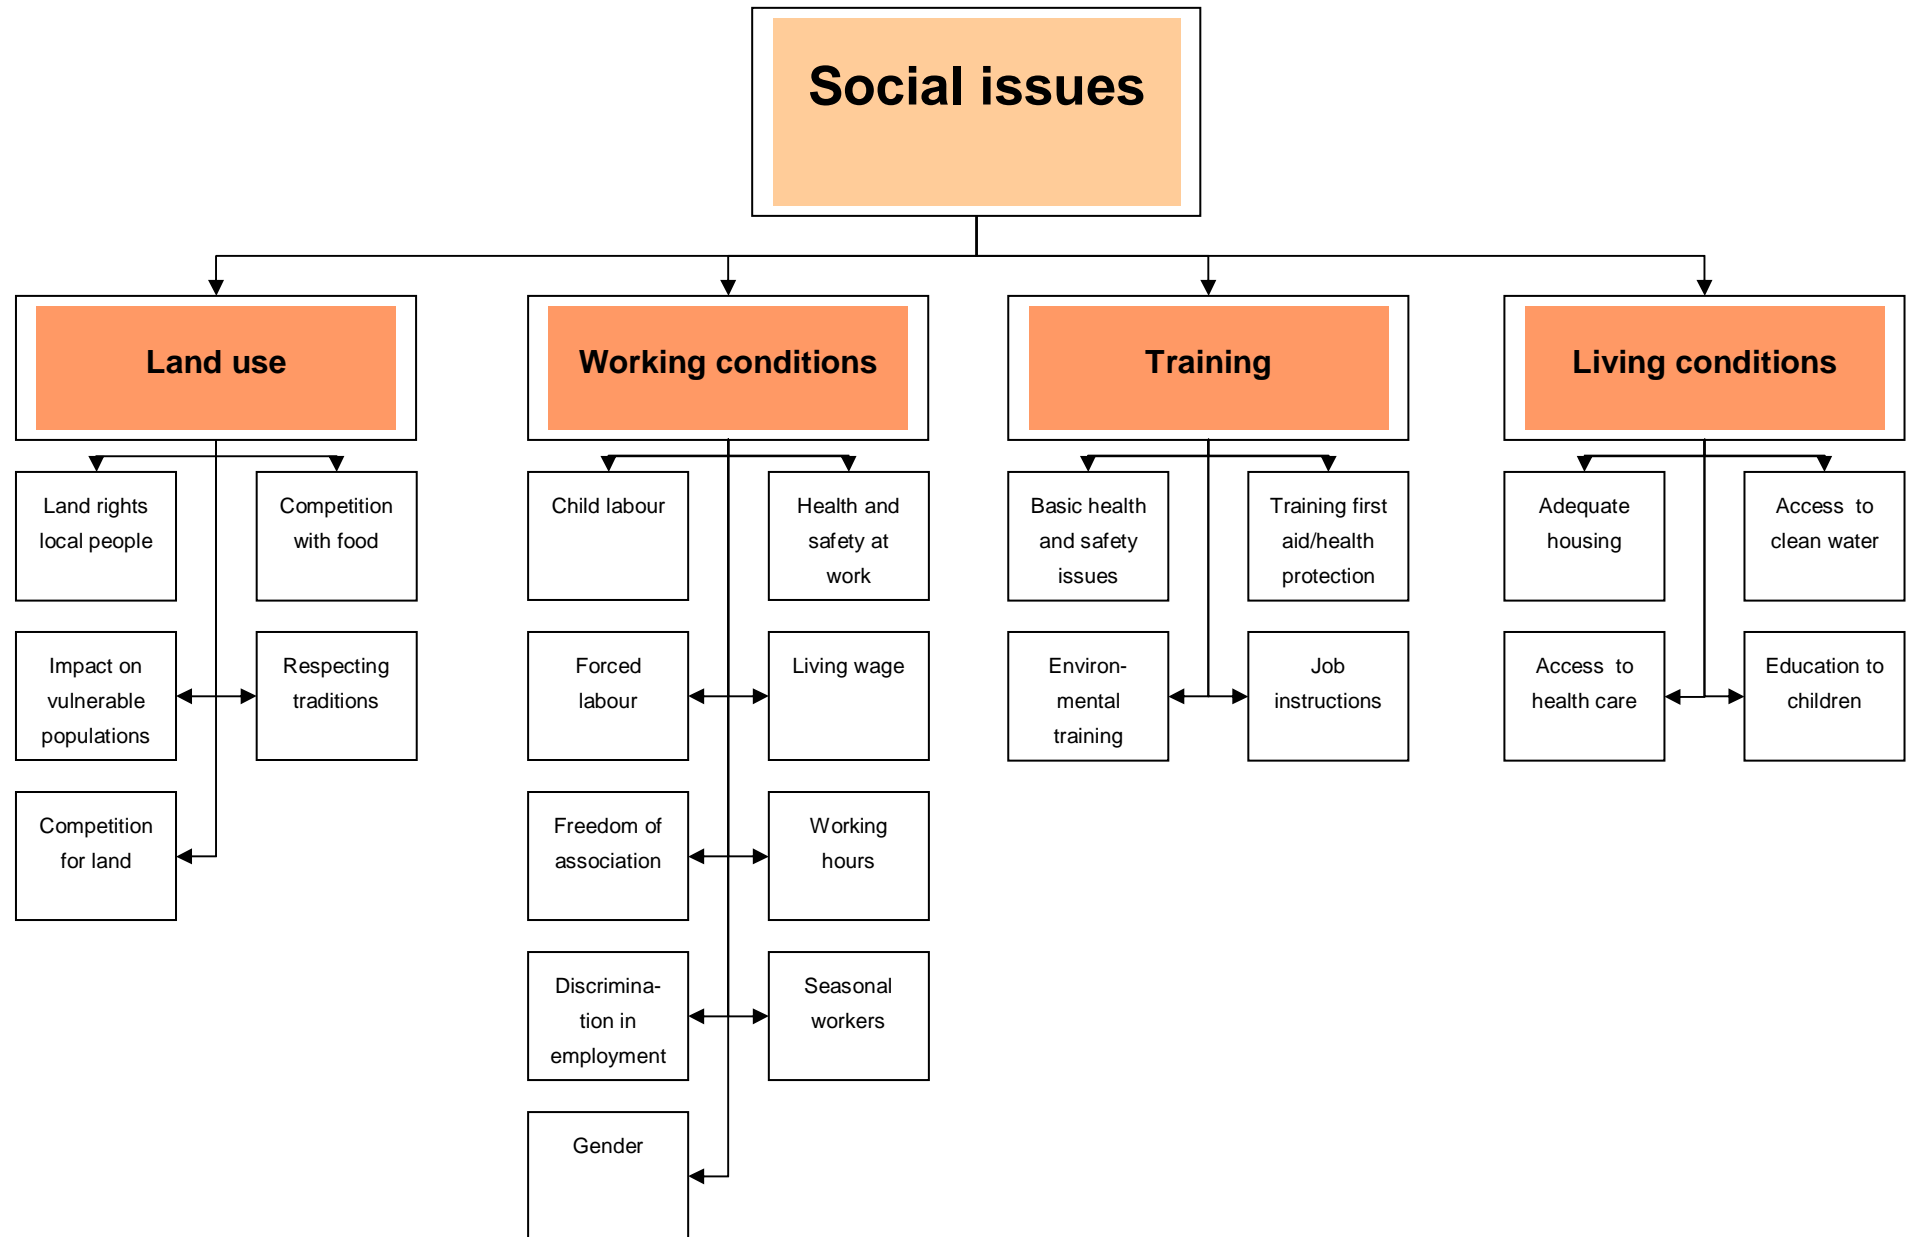 Social issues
Land use
Working conditions
Training
Living conditions
Land rights
local people
Competition
with food
Impact on
vulnerable
populations
Respecting
traditions
Competition
for land
Child labour
Health and
safety at
work
Forced
labour
Living wage
Freedom of
association
Working
hours
Discrimina-
tion in
employment
Seasonal
workers
Gender
Basic health
and safety
issues
Training first
aid/health
protection
Environ-
mental
training
Job
instructions
Adequate
housing
Access to
clean water
Access to
health care
Education to
children